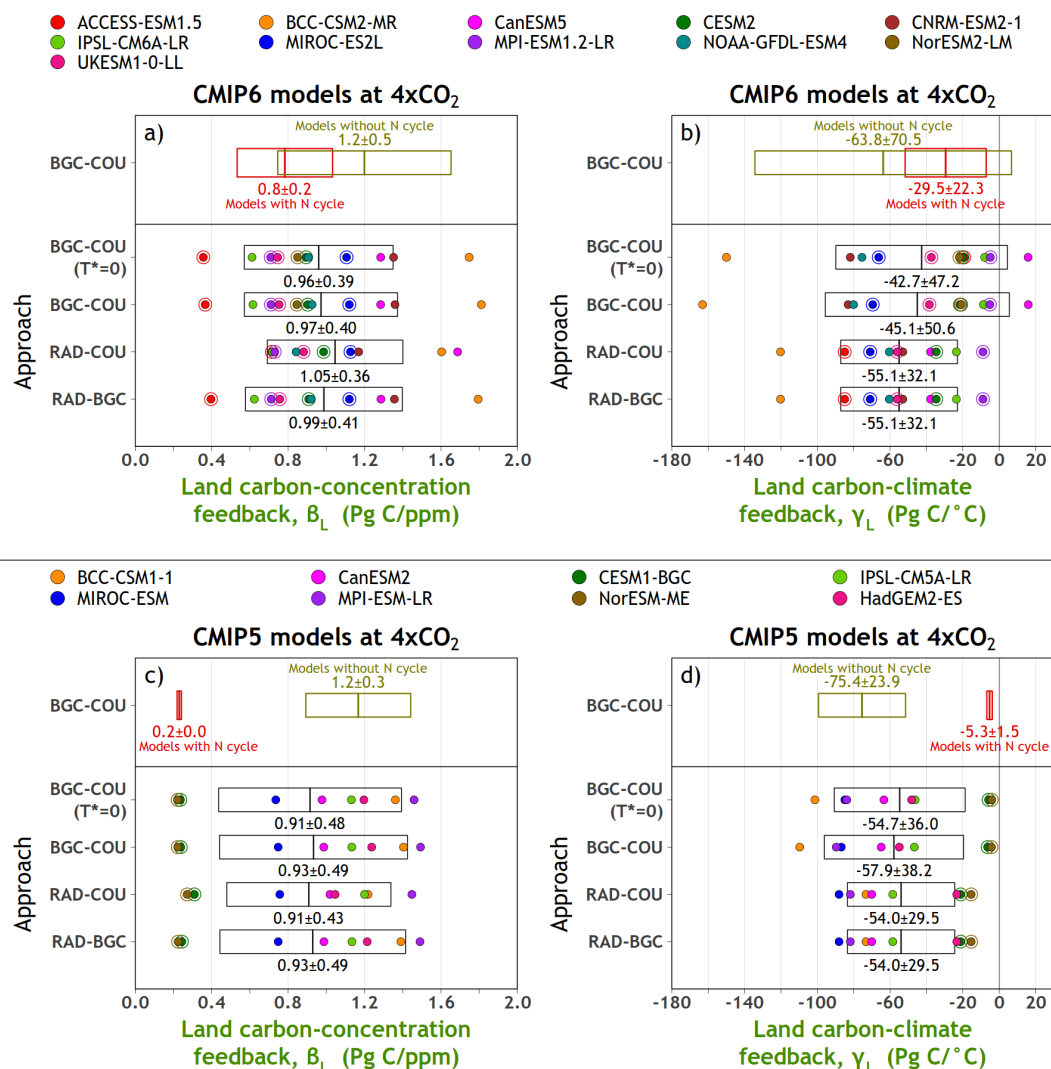 ACCESS-ESM1.5 BCC-CSM2-MR CanESM5 CESM2 CNRM-ESM2-1
IPSL-CM6A-LR MIROC-ES2L MPI-ESM1.2-LR NOAA-GFDL-ESM4 NorESM2-LM
UKESM1-0-LL
CMIP6 models at 4xCO₂
a)
Models without N cycle
1.2±0.5
BGC-COU
0.8±0.2
Models with N cycle
BGC-COU
(T*=0)
0.96±0.39
BGC-COU
0.97±0.40
RAD-COU
1.05±0.36
RAD-BGC
0.99±0.41
Approach
0.0 0.4 0.8 1.2 1.6 2.0
Land carbon-concentration
feedback, ß_L (Pg C/ppm)
CMIP6 models at 4xCO₂
b)
Models without N cycle
-63.8±70.5
BGC-COU
-29.5±22.3
Models with N cycle
BGC-COU
(T*=0)
-42.7±47.2
BGC-COU
-45.1±50.6
RAD-COU
-55.1±32.1
RAD-BGC
-55.1±32.1
Approach
-180 -140 -100 -60 -20 20
Land carbon-climate
feedback, γ_L (Pg C/°C)
BCC-CSM1-1 CanESM2 CESM1-BGC IPSL-CM5A-LR
MIROC-ESM MPI-ESM-LR NorESM-ME HadGEM2-ES
CMIP5 models at 4xCO₂
c)
Models without N cycle
1.2±0.3
BGC-COU
0.2±0.0
Models with N cycle
BGC-COU
(T*=0)
0.91±0.48
BGC-COU
0.93±0.49
RAD-COU
0.91±0.43
RAD-BGC
0.93±0.49
Approach
0.0 0.4 0.8 1.2 1.6 2.0
Land carbon-concentration
feedback, ß_L (Pg C/ppm)
CMIP5 models at 4xCO₂
d)
Models without N cycle
-75.4±23.9
BGC-COU
-5.3±1.5
Models with N cycle
BGC-COU
(T*=0)
-54.7±36.0
BGC-COU
-57.9±38.2
RAD-COU
-54.0±29.5
RAD-BGC
-54.0±29.5
Approach
-180 -140 -100 -60 -20 20
Land carbon-climate
feedback, γ_L (Pg C/°C)